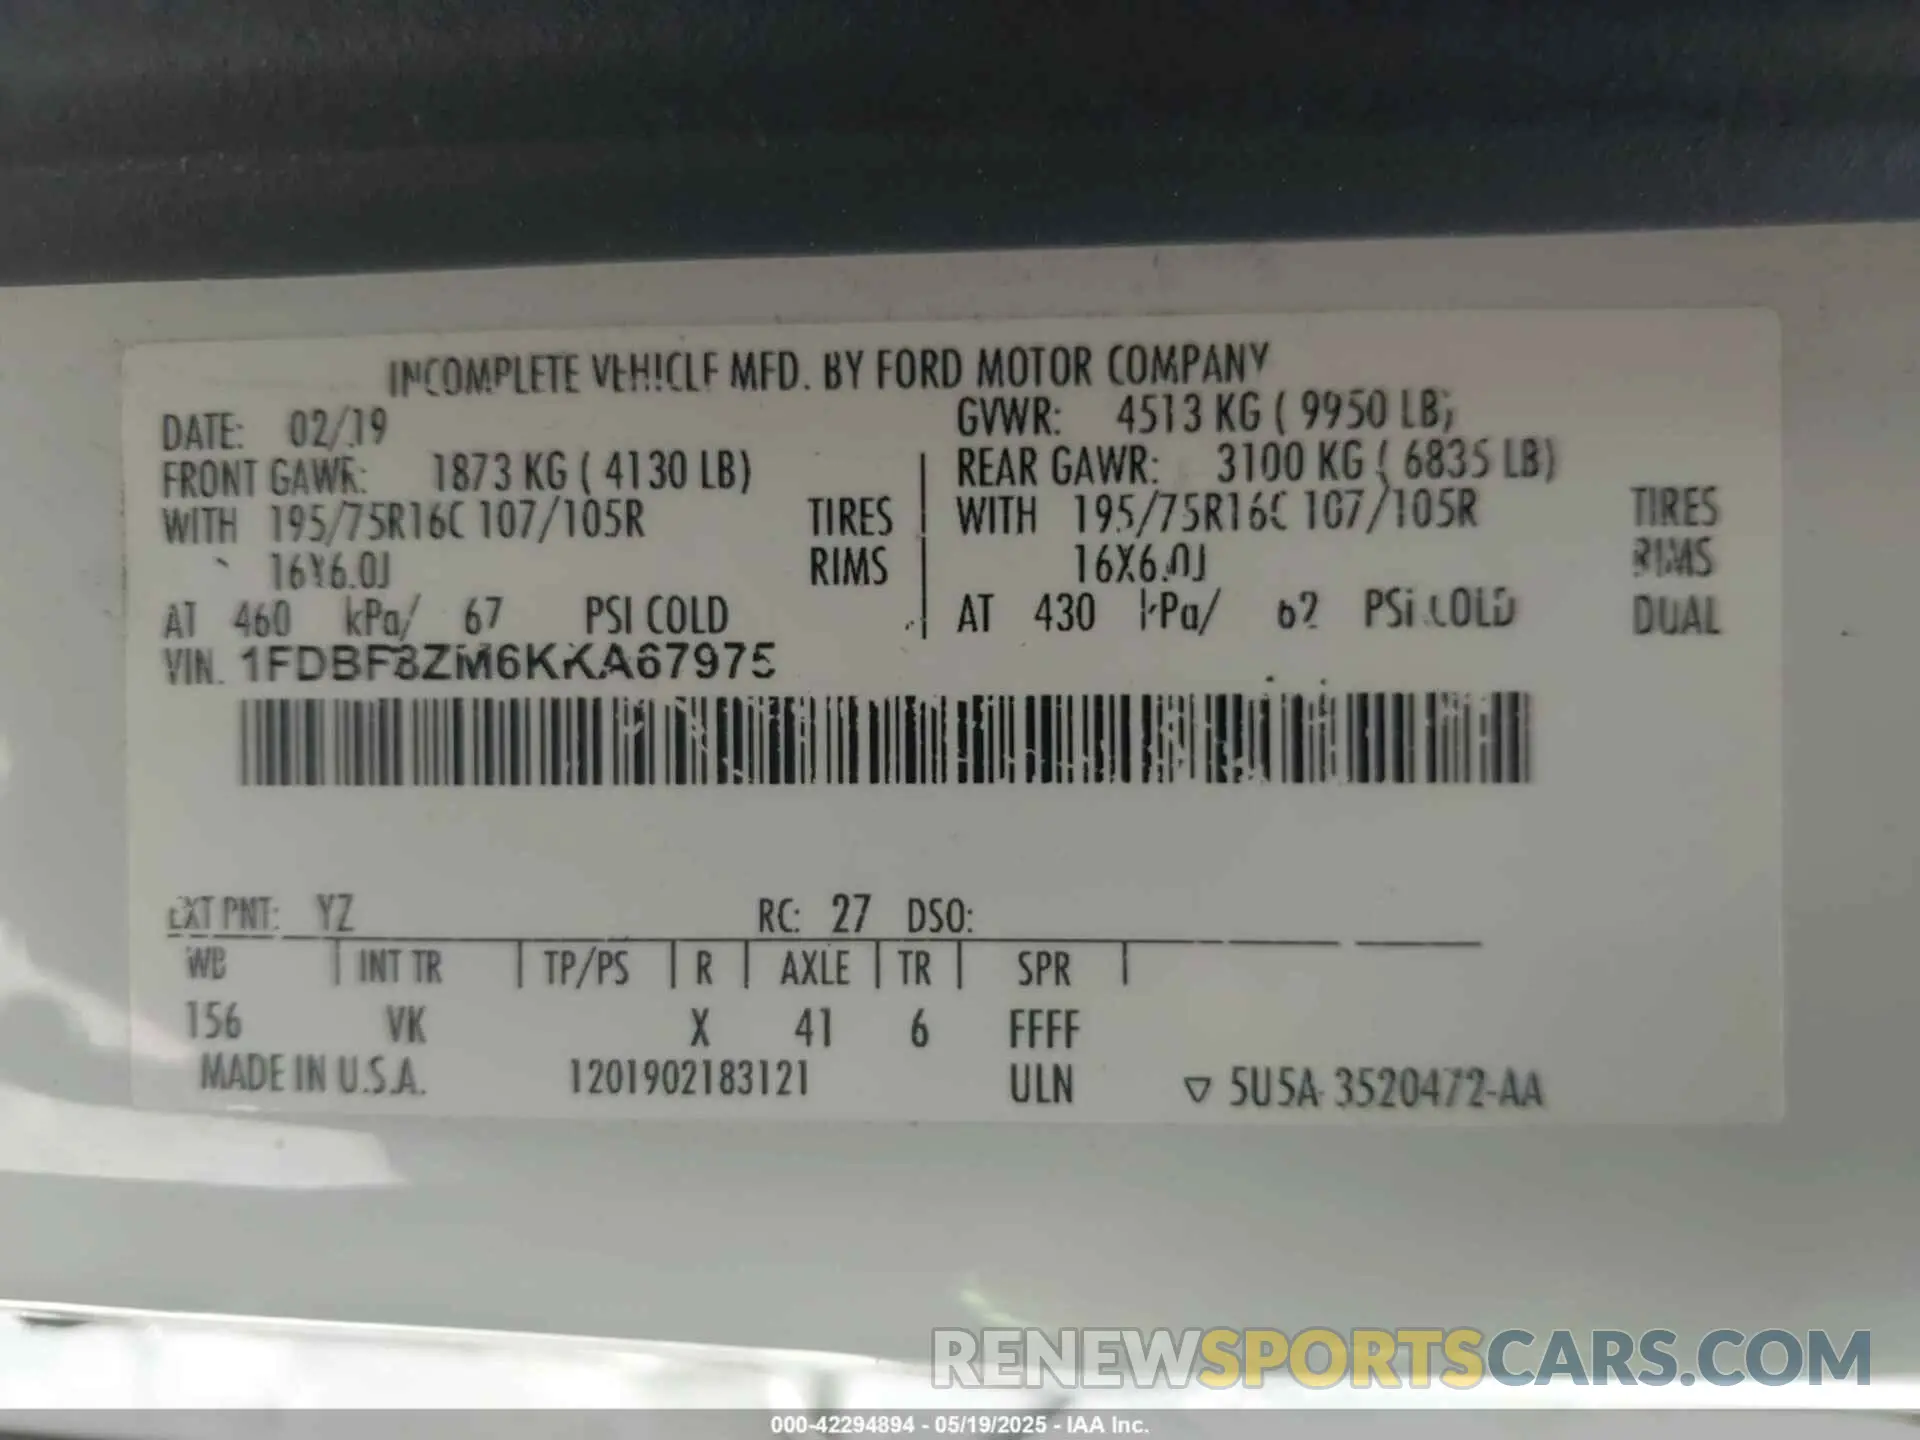 INCOMPLETE VEHICLE MFD. BY FORD MOTOR COMPANY
DATE: 02/19 GVWR: 4513 KG ( 9950 LB)
FRONT GAWR: 1873 KG ( 4130 LB) REAR GAWR: 3100 KG ( 6835 LB)
WITH 195/75R16C 107/105R TIRES WITH 195/75R16C 107/105R TIRES
16X6.0J RIMS 16X6.0J RIMS
AT 460 kPa/ 67 PSI COLD AT 430 kPa/ 62 PSI COLD DUAL
VIN. 1FDBF8ZM6KKA67975
EXT PNT: YZ RC: 27 DSO:
WB INT TR TP/PS R AXLE TR SPR
156 VK X 41 6 FFFF
MADE IN U.S.A. 1201902183121 ULN ▽ 5U5A-3520472-AA
RENEWSPORTSCARS.COM
000-42294894 - 05/19/2025 - IAA Inc.